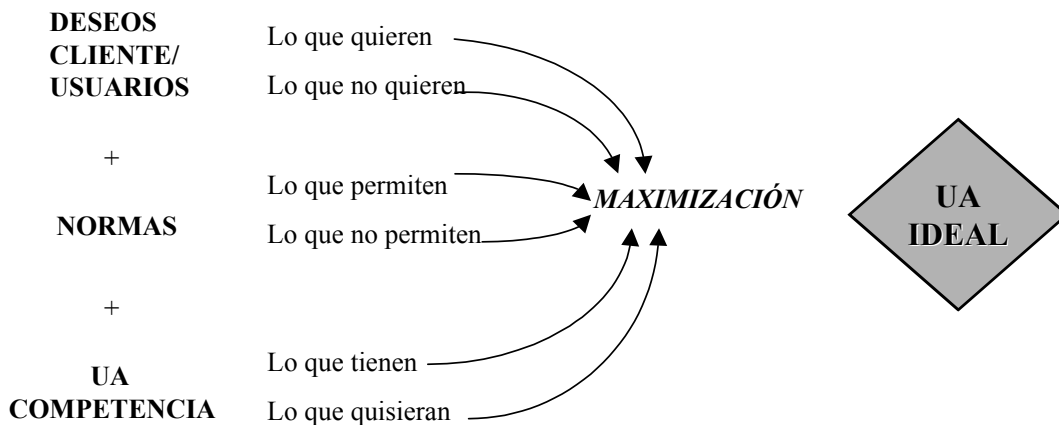 DESEOS
CLIENTE/
USUARIOS
Lo que quieren
Lo que no quieren
+
NORMAS
Lo que permiten
Lo que no permiten
+
UA
COMPETENCIA
Lo que tienen
Lo que quisieran
MAXIMIZACIÓN
UA
IDEAL